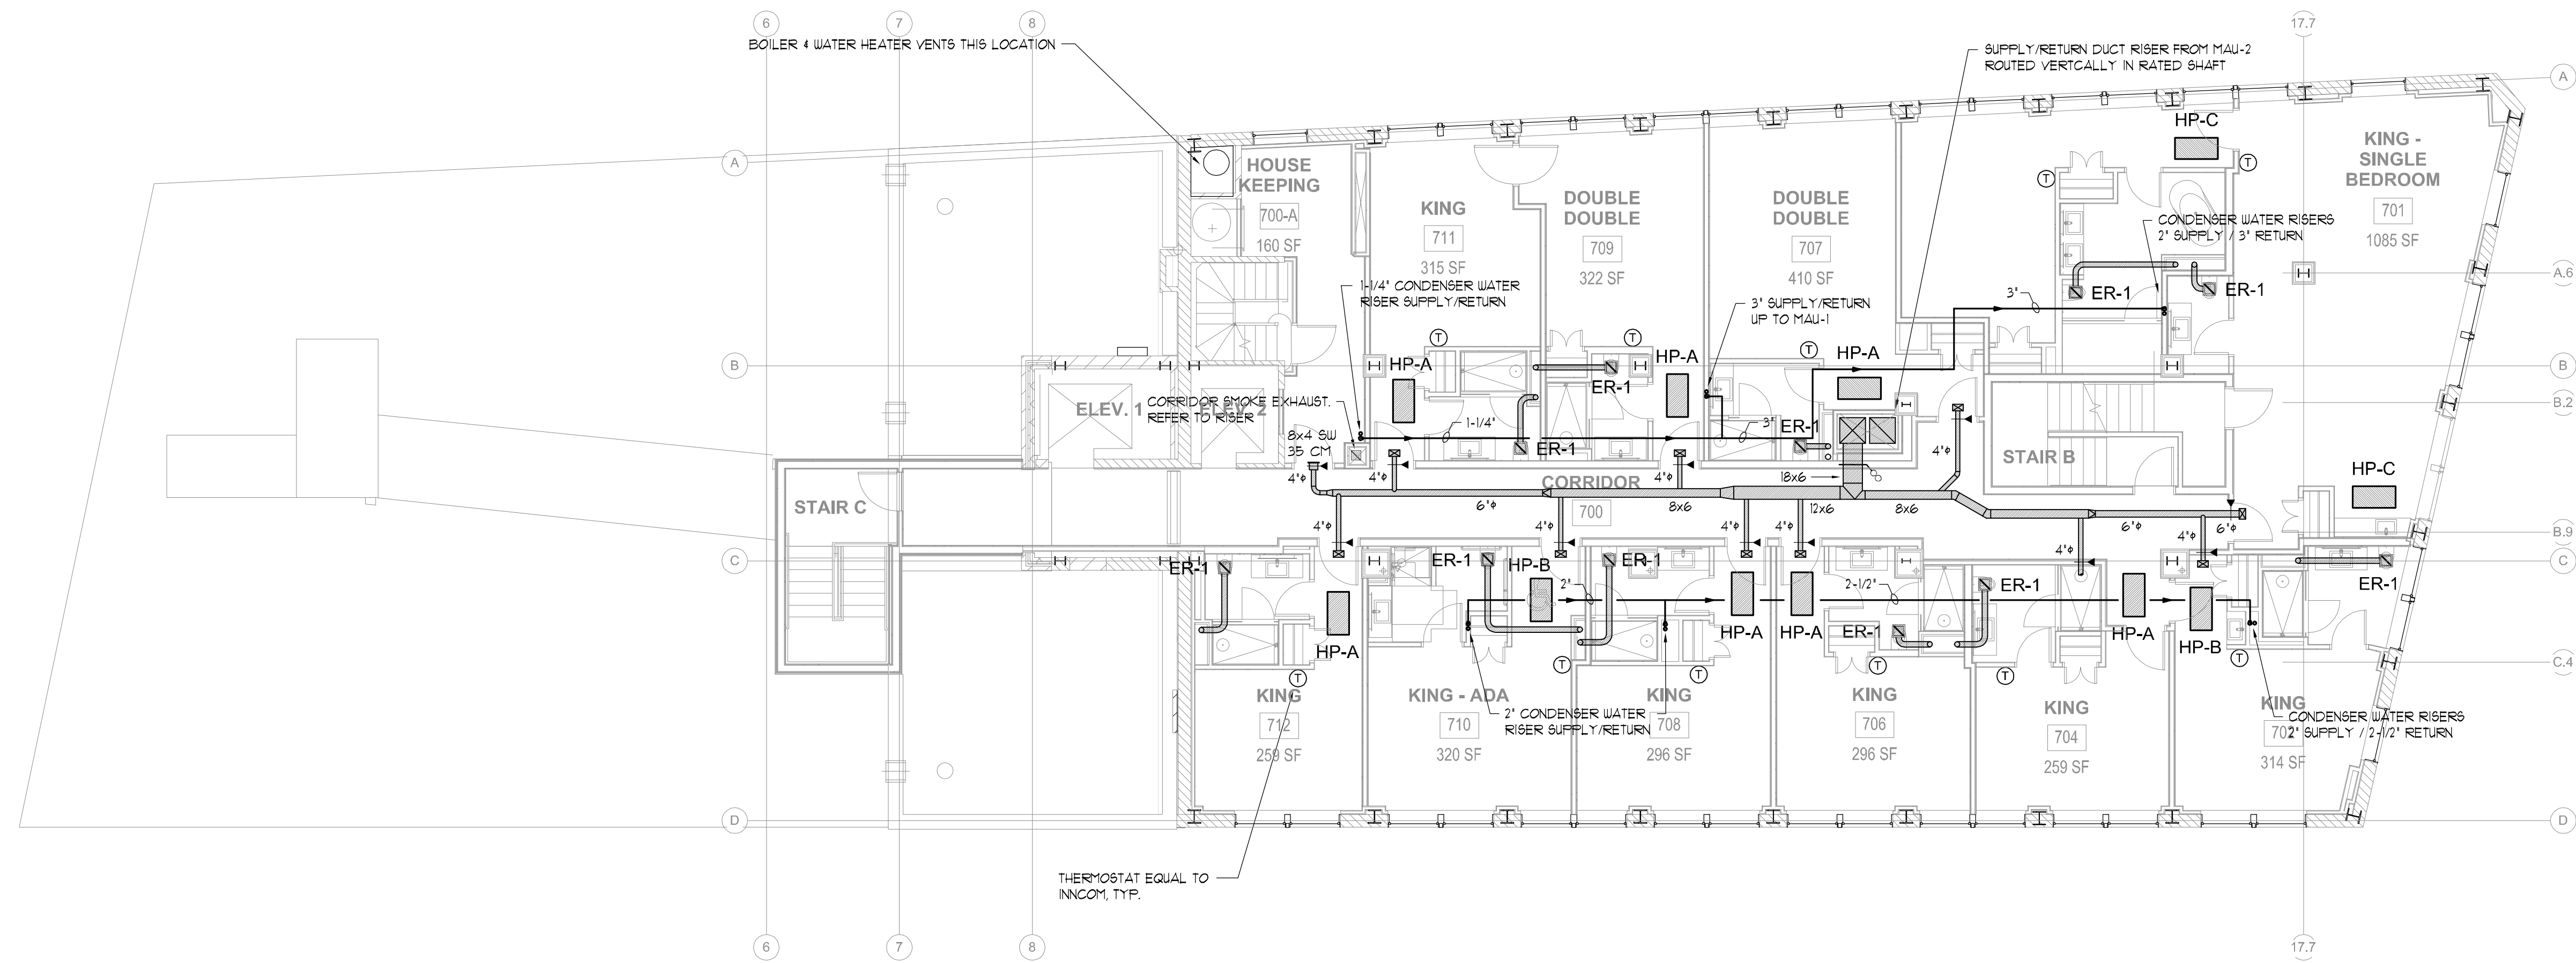 6
7
8
17.7
BOILER & WATER HEATER VENTS THIS LOCATION
SUPPLY/RETURN DUCT RISER FROM MAU-2
ROUTED VERTCALLY IN RATED SHAFT
A
A
HOUSE
KEEPING
700-A
160 SF
KING
711
315 SF
DOUBLE
DOUBLE
709
322 SF
DOUBLE
DOUBLE
707
410 SF
HP-C
T
T
KING -
SINGLE
BEDROOM
701
1085 SF
CONDENSER WATER RISERS
2" SUPPLY / 3" RETURN
A.6
1-1/4" CONDENSER WATER
RISER SUPPLY/RETURN
3" SUPPLY/RETURN
UP TO MAU-1
3"
ER-1
ER-1
T
T
T
B
B
HP-A
HP-A
HP-A
ER-1
ELEV. 1
ELEV. 2
CORRIDOR SMOKE EXHAUST.
REFER TO RISER
B.2
8x4 SW
35 CM
1-1/4"
3"
ER-1
ER-1
4"ø
STAIR B
HP-C
4"ø
4"ø
4"ø
18x6
CORRIDOR
700
STAIR C
6"ø
8x6
12x6
8x6
6"ø
6"ø
4"ø
4"ø
4"ø
4"ø
4"ø
4"ø
B.9
C
C
ER-1
ER-1
HP-B
ER-1
2"
2-1/2"
ER-1
ER-1
HP-A
HP-A
HP-A
ER-1
HP-A
HP-B
T
T
T
T
T
T
C.4
KING
712
259 SF
KING - ADA
710
320 SF
2" CONDENSER WATER
RISER SUPPLY/RETURN
KING
708
296 SF
KING
706
296 SF
KING
704
259 SF
KING
702
314 SF
CONDENSER WATER RISERS
2" SUPPLY / 2-1/2" RETURN
D
D
THERMOSTAT EQUAL TO
INNCOM, TYP.
6
7
8
17.7